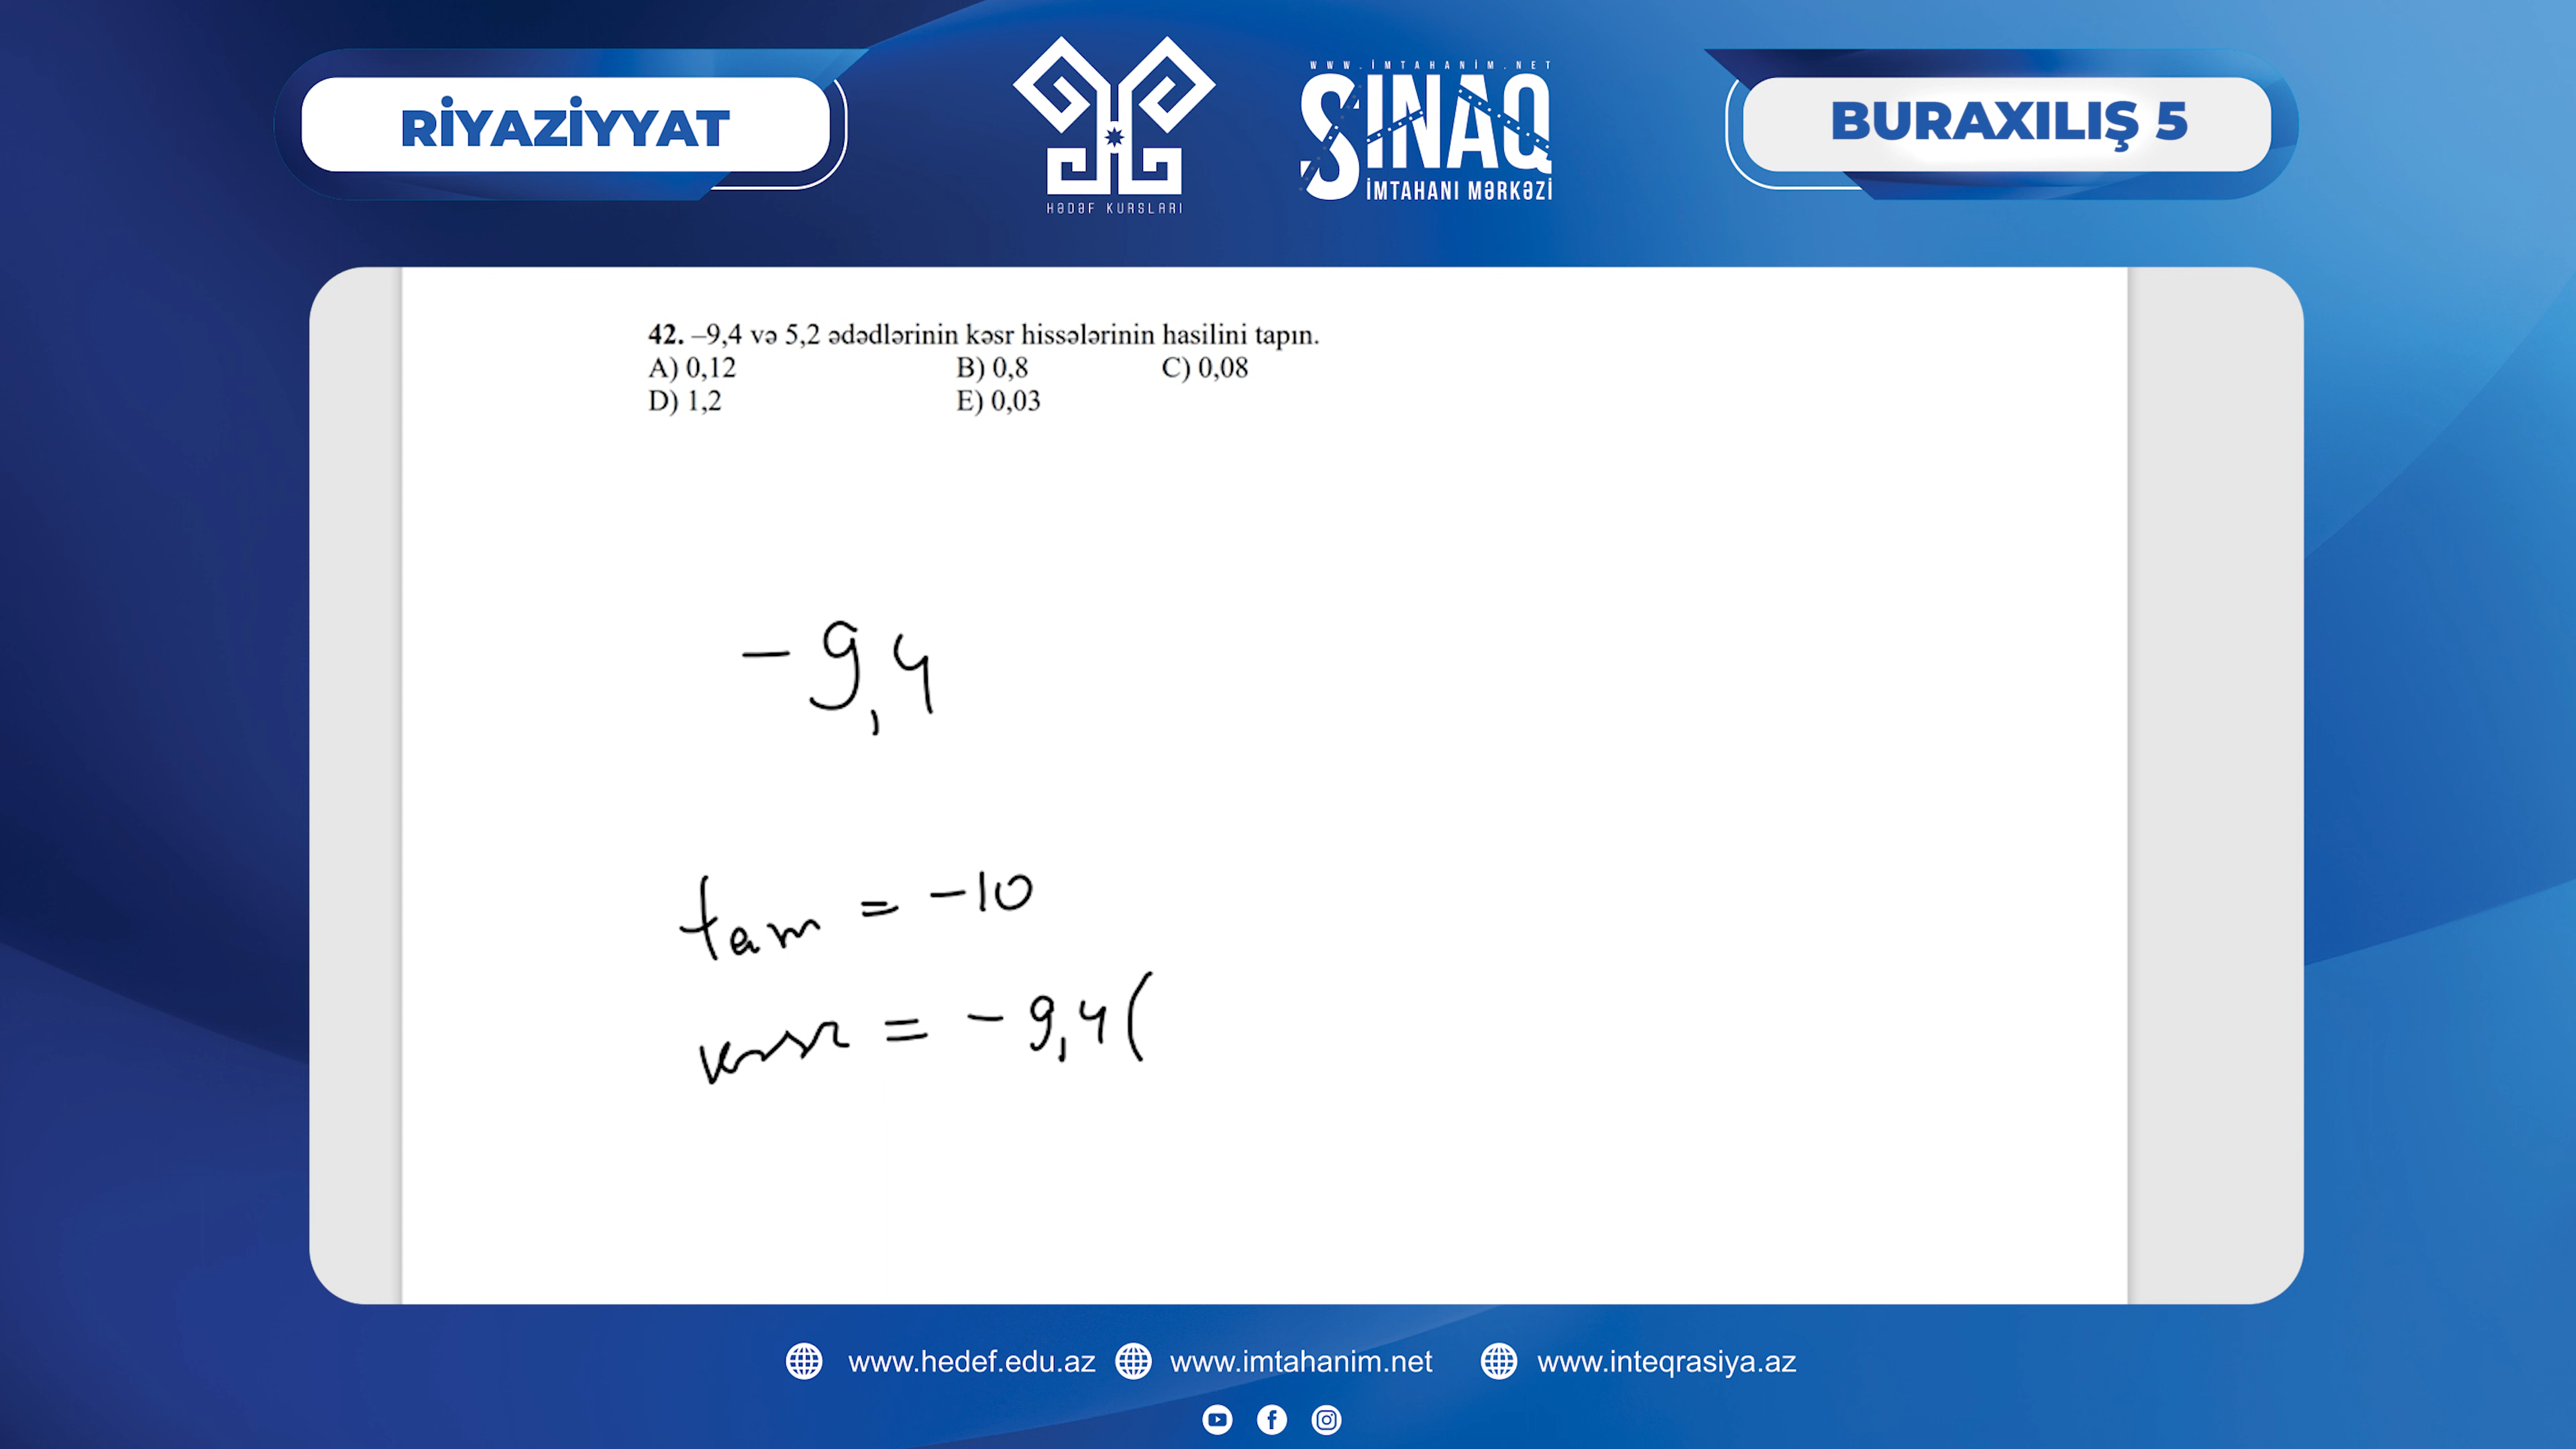 RİYAZİYYAT
HƏDƏF KURSLARI
WWW.İMTAHANİM.NET
SINAQ
İMTAHANI MƏRKƏZİ
BURAXILIŞ 5
42. –9,4 və 5,2 ədədlərinin kəsr hissələrinin hasilini tapın.
A) 0,12 B) 0,8 C) 0,08
D) 1,2 E) 0,03
- 9,4
tam = -10
kəsr = - 9,4 (
www.hedef.edu.az www.imtahanim.net www.inteqrasiya.az